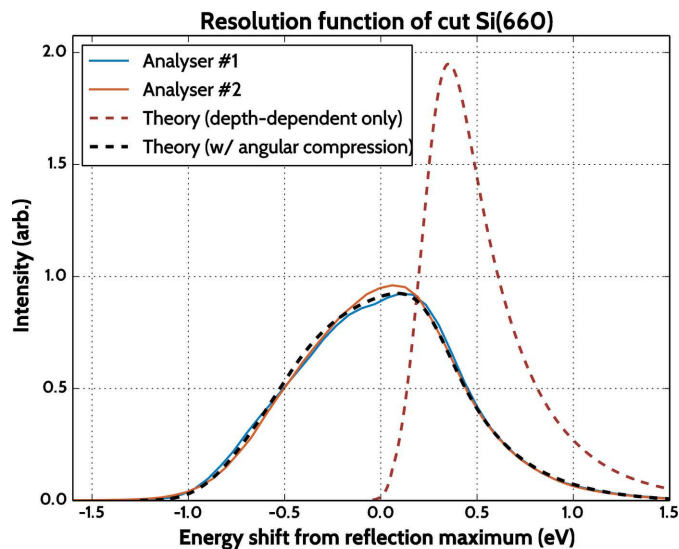 Resolution function of cut Si(660)
Analyser #1
Analyser #2
Theory (depth-dependent only)
Theory (w/ angular compression)
Intensity (arb.)
2.0
1.5
1.0
0.5
0.0
-1.5 -1.0 -0.5 0.0 0.5 1.0 1.5
Energy shift from reflection maximum (eV)